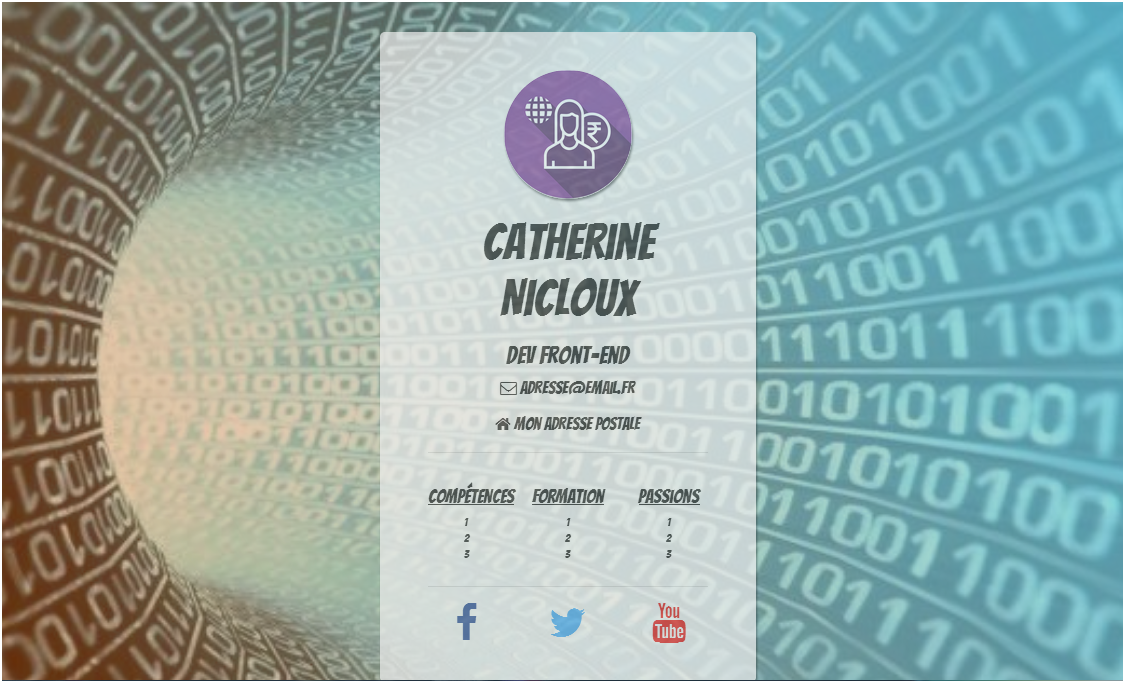 CATHERINE
NICLOUX
DEV FRONT-END
ADRESSE@EMAIL.FR
MON ADRESSE POSTALE
COMPÉTENCES FORMATION PASSIONS
1 1 1
2 2 2
3 3 3
You
Tube